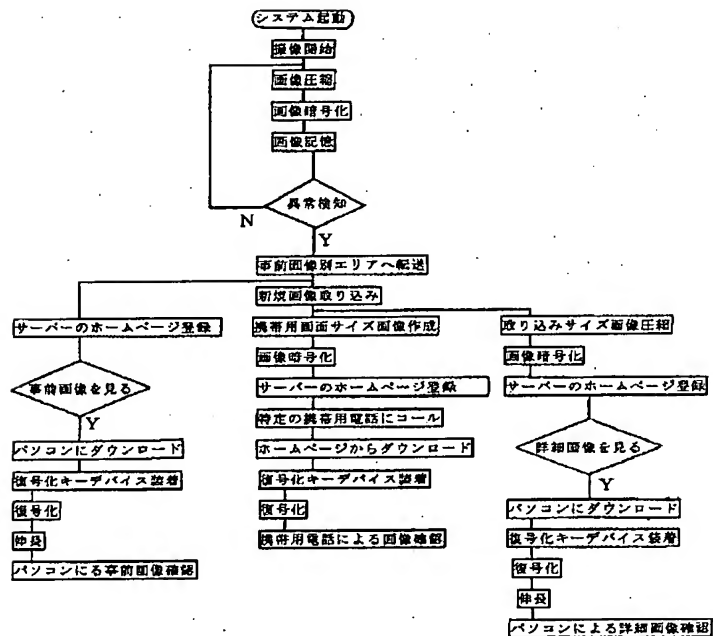 システム起動
撮像開始
画像圧縮
画像暗号化
画像記憶
異常検知
N
Y
事前画像別エリアへ転送
新規画像取り込み
サーバーのホームページ登録
事前画像を見る
Y
パソコンにダウンロード
復号化キーデバイス装着
復号化
伸長
パソコンにる事前画像確認
携帯用画面サイズ画像作成
画像暗号化
サーバーのホームページ登録
特定の携帯用電話にコール
ホームページからダウンロード
復号化キーデバイス装着
復号化
携帯用電話による画像確認
取り込みサイズ画像圧縮
画像暗号化
サーバーのホームページ登録
詳細画像を見る
Y
パソコンにダウンロード
復号化キーデバイス装着
復号化
伸長
パソコンによる詳細画像確認